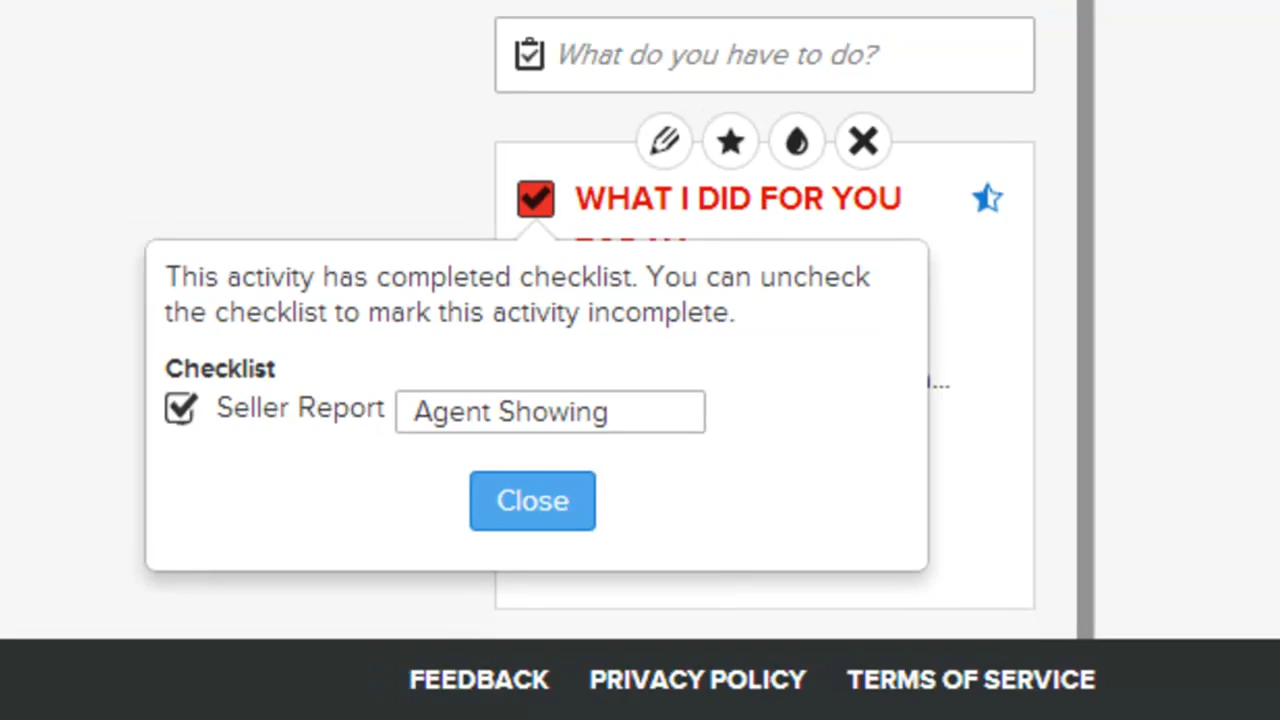 What do you have to do?
WHAT I DID FOR YOU
This activity has completed checklist. You can uncheck
the checklist to mark this activity incomplete.
...
Checklist
Seller Report Agent Showing
Close
FEEDBACK PRIVACY POLICY TERMS OF SERVICE